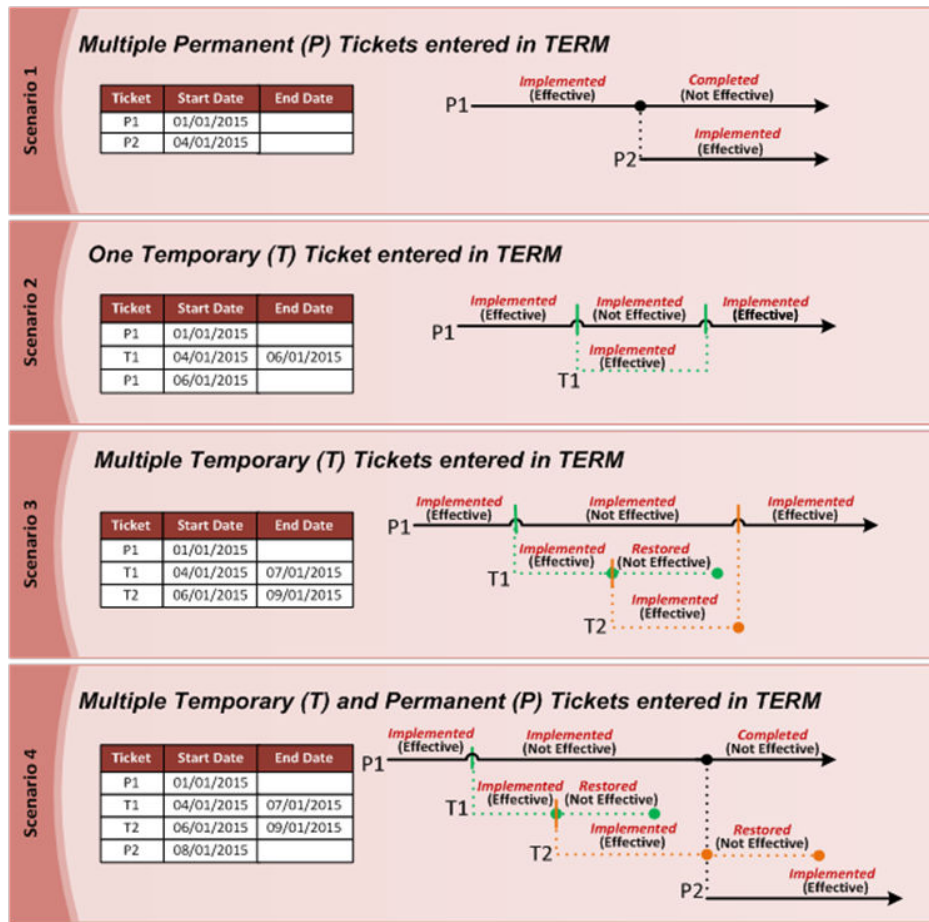 Scenario 1
Multiple Permanent (P) Tickets entered in TERM
Ticket Start Date End Date
P1 01/01/2015
P2 04/01/2015
Implemented Completed
P1 (Effective) (Not Effective)
Implemented
P2 (Effective)
Scenario 2
One Temporary (T) Ticket entered in TERM
Ticket Start Date End Date
P1 01/01/2015
T1 04/01/2015 06/01/2015
P1 06/01/2015
Implemented Implemented Implemented
P1 (Effective) (Not Effective) (Effective)
Implemented
T1 (Effective)
Scenario 3
Multiple Temporary (T) Tickets entered in TERM
Ticket Start Date End Date
P1 01/01/2015
T1 04/01/2015 07/01/2015
T2 06/01/2015 09/01/2015
Implemented Implemented Implemented
P1 (Effective) (Not Effective) (Effective)
Implemented Restored
T1 (Effective) (Not Effective)
Implemented
T2 (Effective)
Scenario 4
Multiple Temporary (T) and Permanent (P) Tickets entered in TERM
Ticket Start Date End Date
P1 01/01/2015
T1 04/01/2015 07/01/2015
T2 06/01/2015 09/01/2015
P2 08/01/2015
Implemented Implemented Completed
P1 (Effective) (Not Effective) (Not Effective)
Implemented Restored
T1 (Effective) (Not Effective)
Implemented Restored
T2 (Effective) (Not Effective)
Implemented
P2 (Effective)